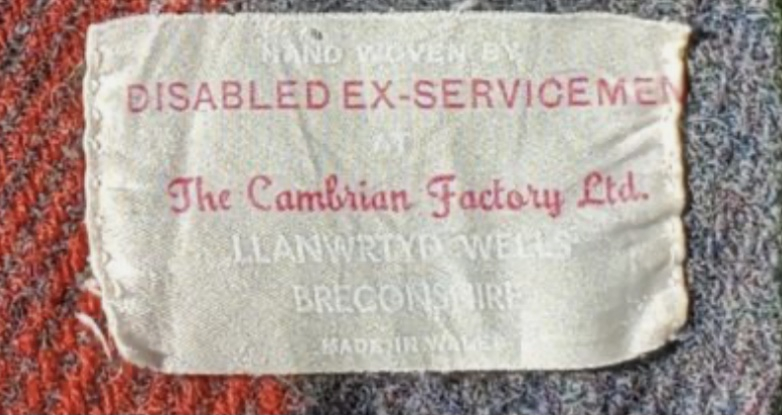 HAND WOVEN BY
DISABLED EX-SERVICEMEN
AT
The Cambrian Factory Ltd.
LLANWRTYD WELLS
BRECONSHIRE
MADE IN WALES